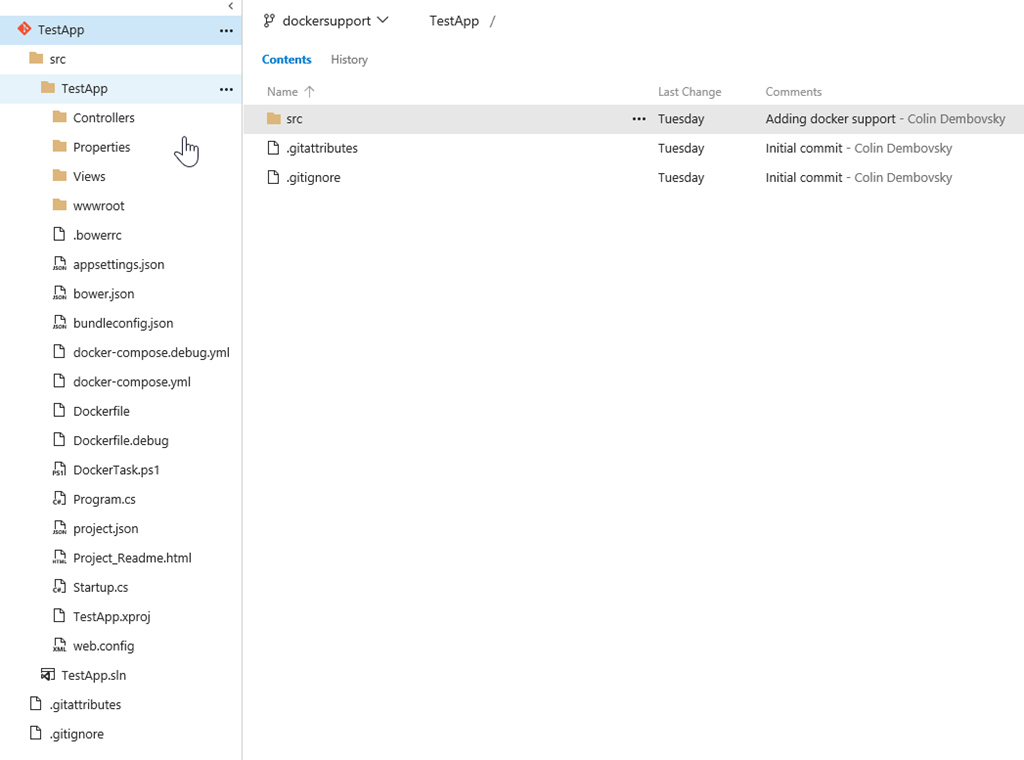 TestApp
src
TestApp
Controllers
Properties
Views
wwwroot
.bowerrc
appsettings.json
bower.json
bundleconfig.json
docker-compose.debug.yml
docker-compose.yml
Dockerfile
Dockerfile.debug
DockerTask.ps1
Program.cs
project.json
Project_Readme.html
Startup.cs
TestApp.xproj
web.config
TestApp.sln
.gitattributes
.gitignore
dockersupport TestApp /
Contents History
Name Last Change Comments
src Tuesday Adding docker support - Colin Dembovsky
.gitattributes Tuesday Initial commit - Colin Dembovsky
.gitignore Tuesday Initial commit - Colin Dembovsky